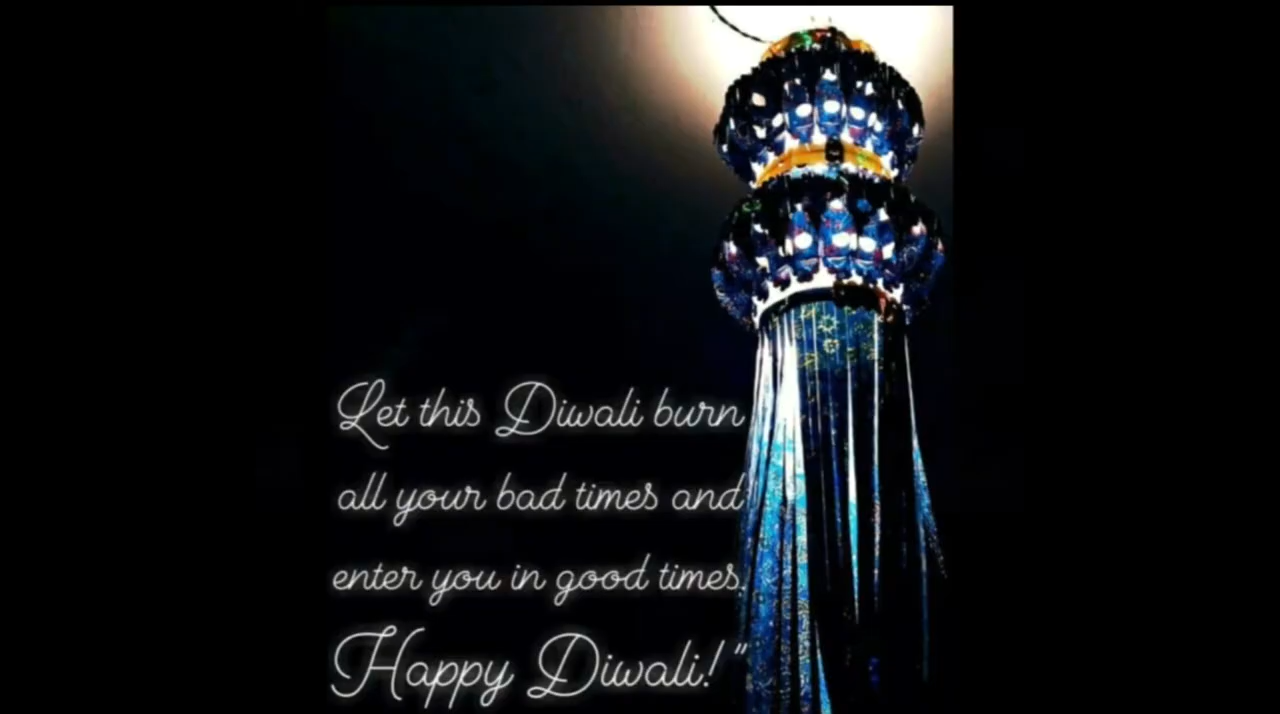 Let this Diwali burn
all your bad times and
enter you in good times.
Happy Diwali!"